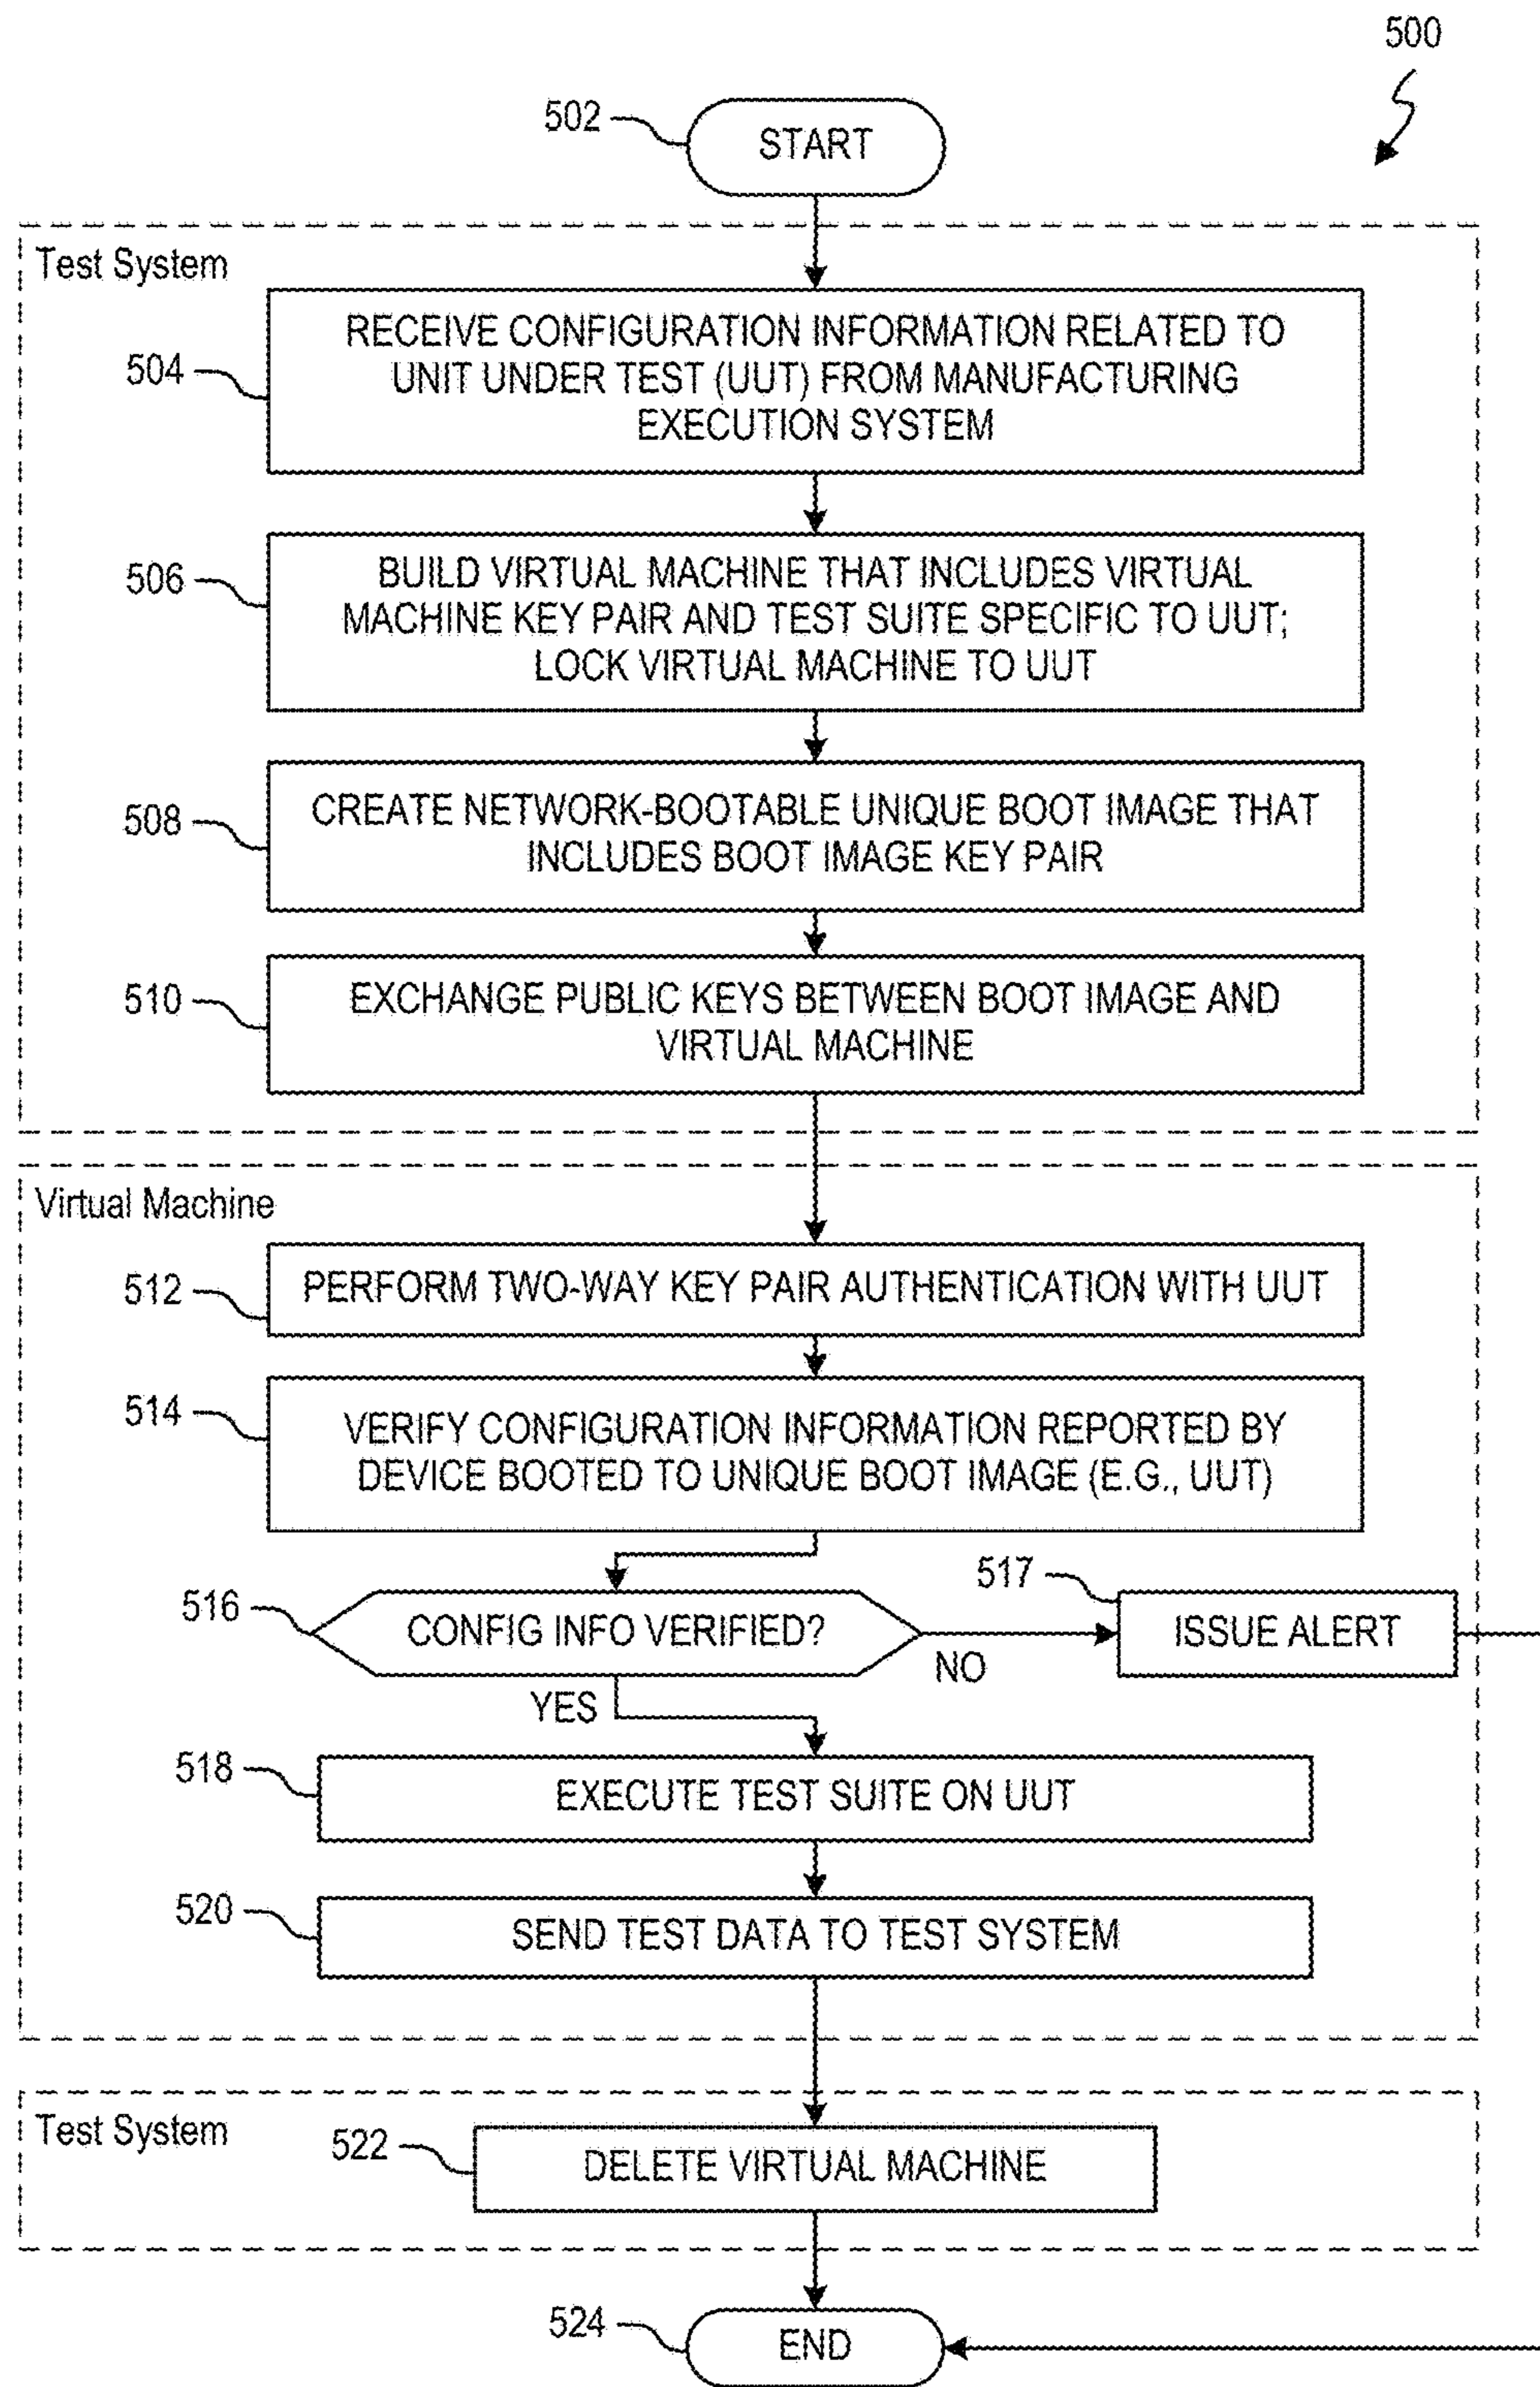 500
502
START
Test System
504
RECEIVE CONFIGURATION INFORMATION RELATED TO
UNIT UNDER TEST (UUT) FROM MANUFACTURING
EXECUTION SYSTEM
506
BUILD VIRTUAL MACHINE THAT INCLUDES VIRTUAL
MACHINE KEY PAIR AND TEST SUITE SPECIFIC TO UUT;
LOCK VIRTUAL MACHINE TO UUT
508
CREATE NETWORK-BOOTABLE UNIQUE BOOT IMAGE THAT
INCLUDES BOOT IMAGE KEY PAIR
510
EXCHANGE PUBLIC KEYS BETWEEN BOOT IMAGE AND
VIRTUAL MACHINE
Virtual Machine
512
PERFORM TWO-WAY KEY PAIR AUTHENTICATION WITH UUT
514
VERIFY CONFIGURATION INFORMATION REPORTED BY
DEVICE BOOTED TO UNIQUE BOOT IMAGE (E.G., UUT)
516
CONFIG INFO VERIFIED?
NO
517
ISSUE ALERT
YES
518
EXECUTE TEST SUITE ON UUT
520
SEND TEST DATA TO TEST SYSTEM
Test System
522
DELETE VIRTUAL MACHINE
524
END